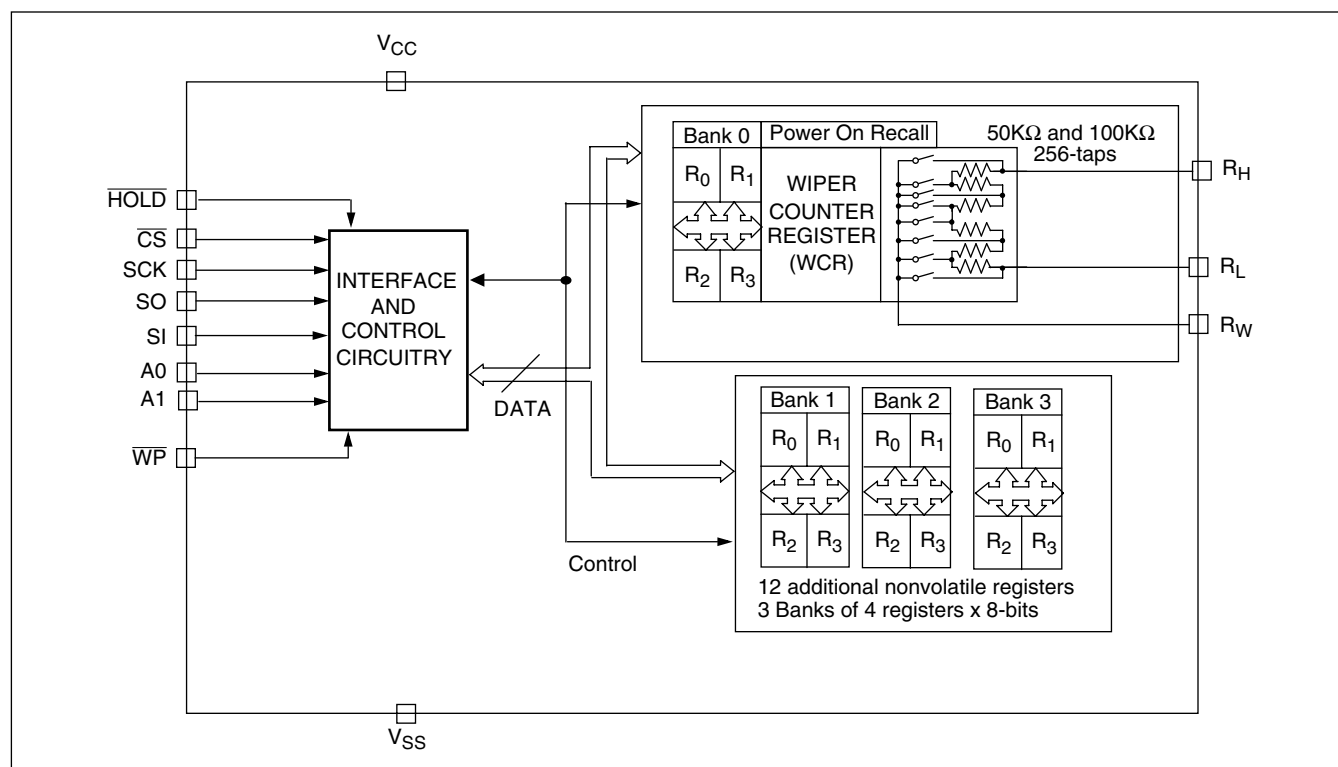 VCC
Bank 0
Power On Recall
50KΩ and 100KΩ
256-taps
R0
R1
R2
R3
WIPER
COUNTER
REGISTER
(WCR)
RH
RL
RW
HOLD
CS
SCK
SO
SI
A0
A1
WP
INTERFACE
AND
CONTROL
CIRCUITRY
DATA
Control
Bank 1
R0
R1
R2
R3
Bank 2
R0
R1
R2
R3
Bank 3
R0
R1
R2
R3
12 additional nonvolatile registers
3 Banks of 4 registers x 8-bits
VSS